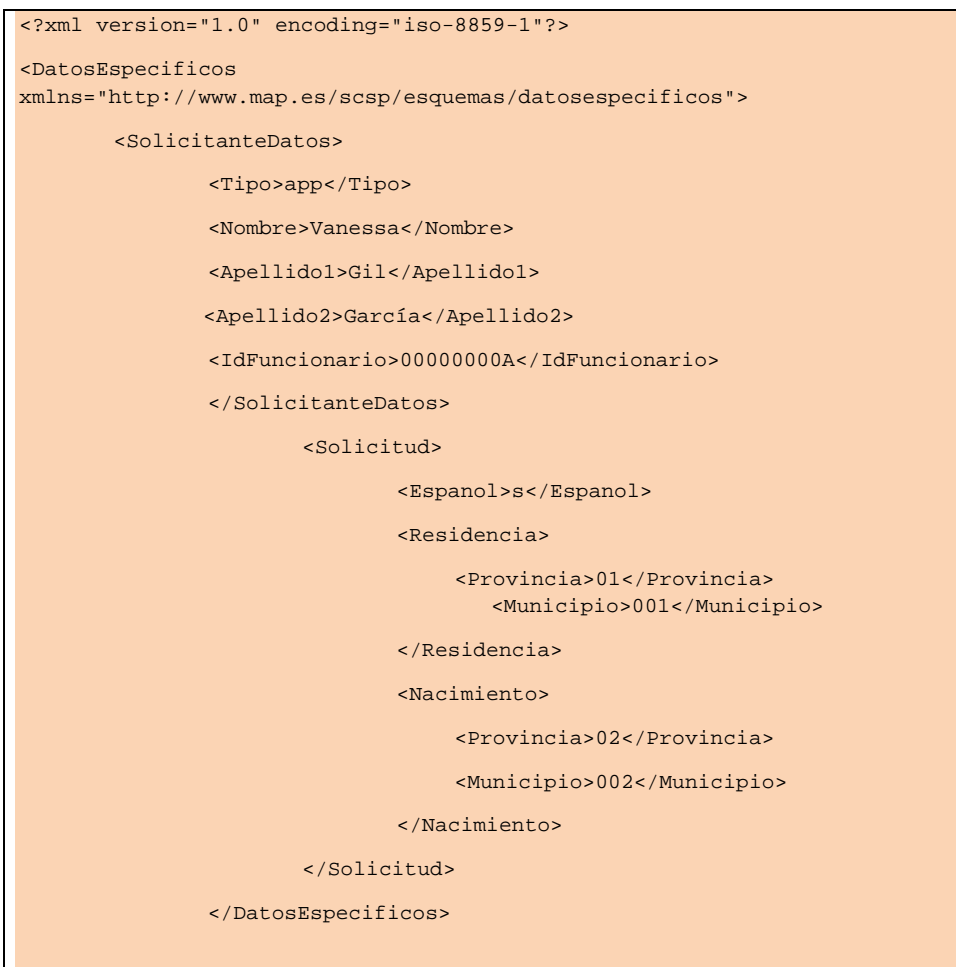 <?xml version="1.0" encoding="iso-8859-1"?>
<DatosEspecificos
xmlns="http://www.map.es/scsp/esquemas/datosespecificos">
<SolicitanteDatos>
<Tipo>app</Tipo>
<Nombre>Vanessa</Nombre>
<Apellido1>Gil</Apellido1>
<Apellido2>García</Apellido2>
<IdFuncionario>00000000A</IdFuncionario>
</SolicitanteDatos>
<Solicitud>
<Espanol>s</Espanol>
<Residencia>
<Provincia>01</Provincia>
<Municipio>001</Municipio>
</Residencia>
<Nacimiento>
<Provincia>02</Provincia>
<Municipio>002</Municipio>
</Nacimiento>
</Solicitud>
</DatosEspecificos>